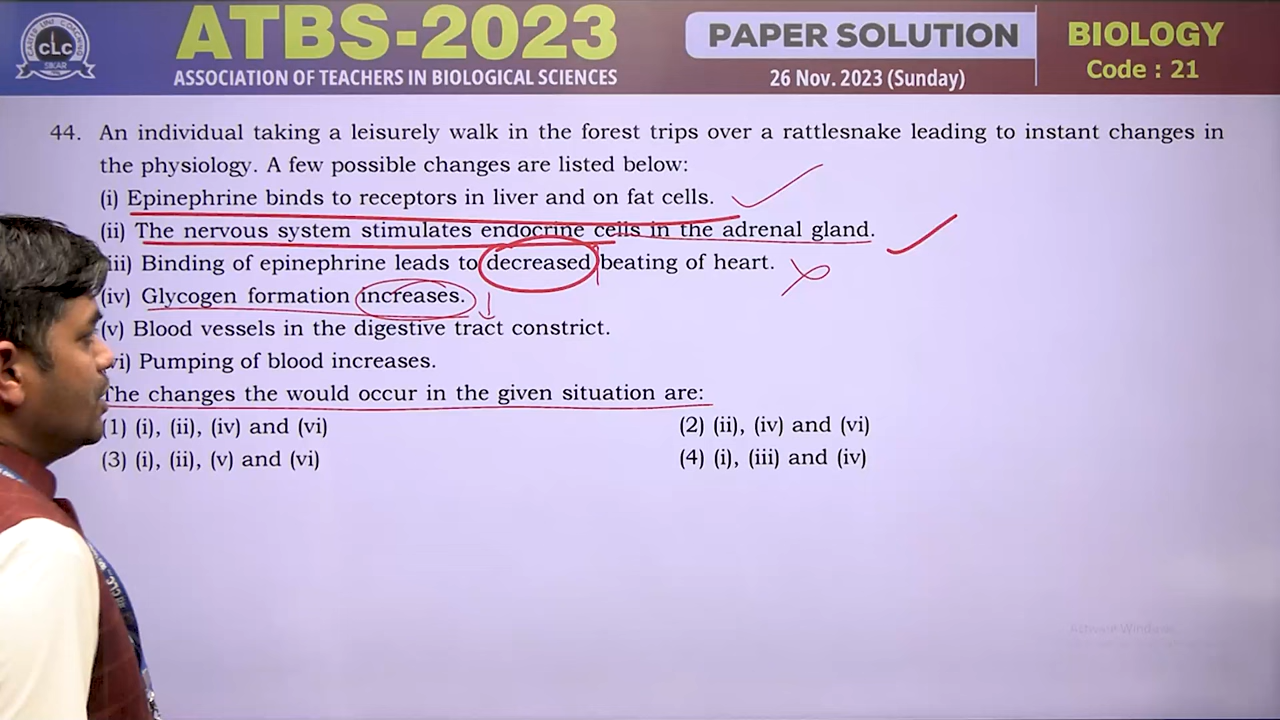 CAREER LINE COACHING
CLC
SIKAR
ATBS-2023
ASSOCIATION OF TEACHERS IN BIOLOGICAL SCIENCES
PAPER SOLUTION
26 Nov. 2023 (Sunday)
BIOLOGY
Code : 21
44. An individual taking a leisurely walk in the forest trips over a rattlesnake leading to instant changes in
the physiology. A few possible changes are listed below:
(i) Epinephrine binds to receptors in liver and on fat cells.
(ii) The nervous system stimulates endocrine cells in the adrenal gland.
iii) Binding of epinephrine leads to decreased beating of heart.
(iv) Glycogen formation increases.
(v) Blood vessels in the digestive tract constrict.
vi) Pumping of blood increases.
The changes the would occur in the given situation are:
(1) (i), (ii), (iv) and (vi)
(2) (ii), (iv) and (vi)
(3) (i), (ii), (v) and (vi)
(4) (i), (iii) and (iv)
Activate Windows